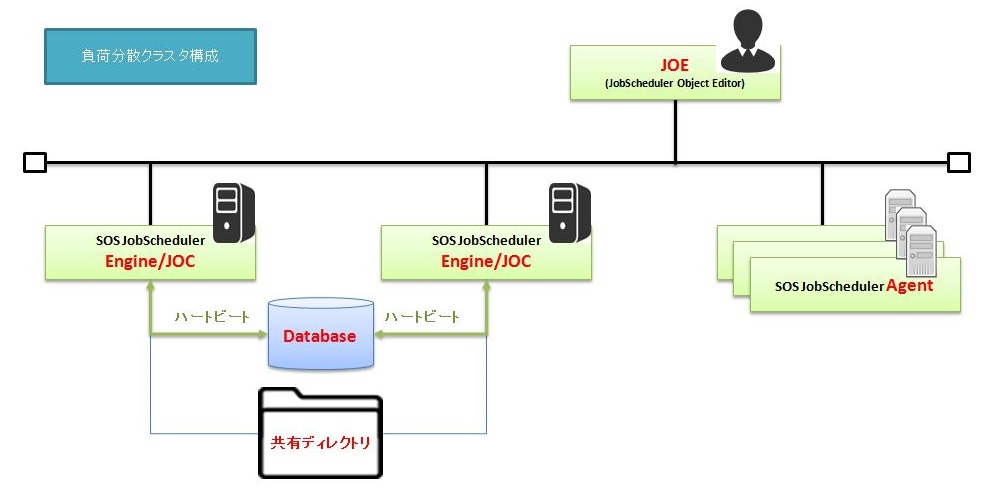 負荷分散クラスタ構成
JOE
(JobScheduler Object Editor)
SOS JobScheduler
Engine/JOC
SOS JobScheduler
Engine/JOC
SOS JobScheduler Agent
ハートビート
ハートビート
Database
共有ディレクトリ